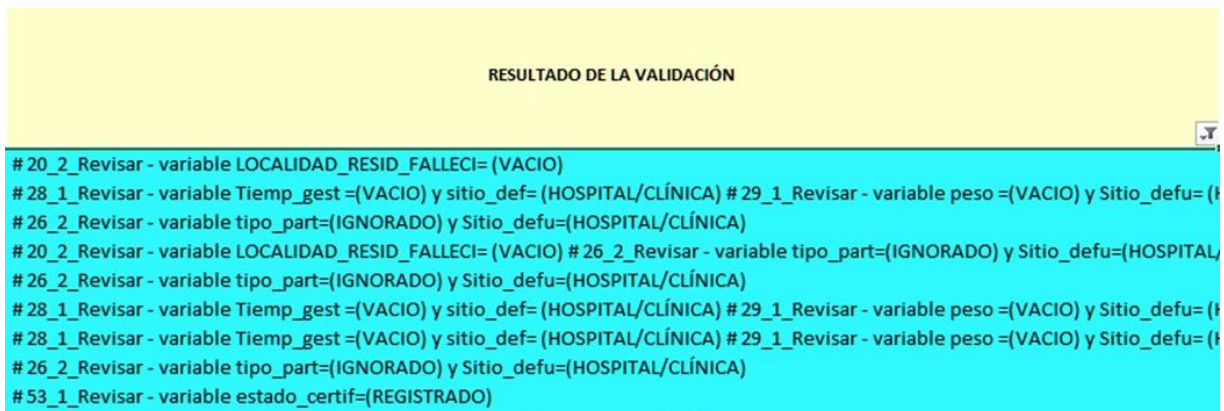 RESULTADO DE LA VALIDACIÓN
# 20_2_Revisar - variable LOCALIDAD_RESID_FALLECI= (VACIO)
# 28_1_Revisar - variable Tiemp_gest =(VACIO) y sitio_def= (HOSPITAL/CLÍNICA) # 29_1_Revisar - variable peso =(VACIO) y Sitio_defu= (
# 26_2_Revisar - variable tipo_part=(IGNORADO) y Sitio_defu=(HOSPITAL/CLÍNICA)
# 20_2_Revisar - variable LOCALIDAD_RESID_FALLECI= (VACIO) # 26_2_Revisar - variable tipo_part=(IGNORADO) y Sitio_defu=(HOSPITAL/
# 26_2_Revisar - variable tipo_part=(IGNORADO) y Sitio_defu=(HOSPITAL/CLÍNICA)
# 28_1_Revisar - variable Tiemp_gest =(VACIO) y sitio_def= (HOSPITAL/CLÍNICA) # 29_1_Revisar - variable peso =(VACIO) y Sitio_defu= (
# 28_1_Revisar - variable Tiemp_gest =(VACIO) y sitio_def= (HOSPITAL/CLÍNICA) # 29_1_Revisar - variable peso =(VACIO) y Sitio_defu= (
# 26_2_Revisar - variable tipo_part=(IGNORADO) y Sitio_defu=(HOSPITAL/CLÍNICA)
# 53_1_Revisar - variable estado_certif=(REGISTRADO)